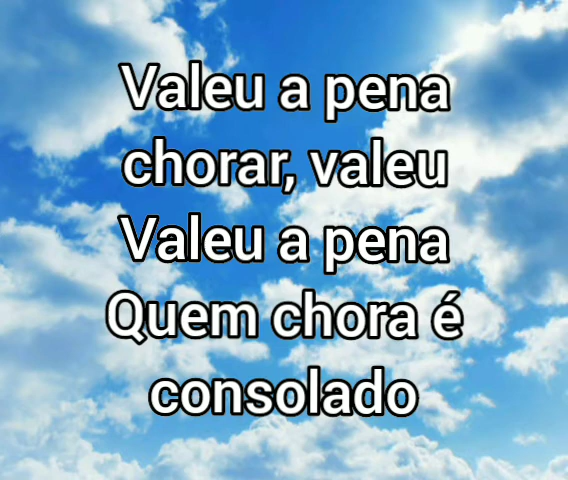 Valeu a pena
chorar, valeu
Valeu a pena
Quem chora é
consolado